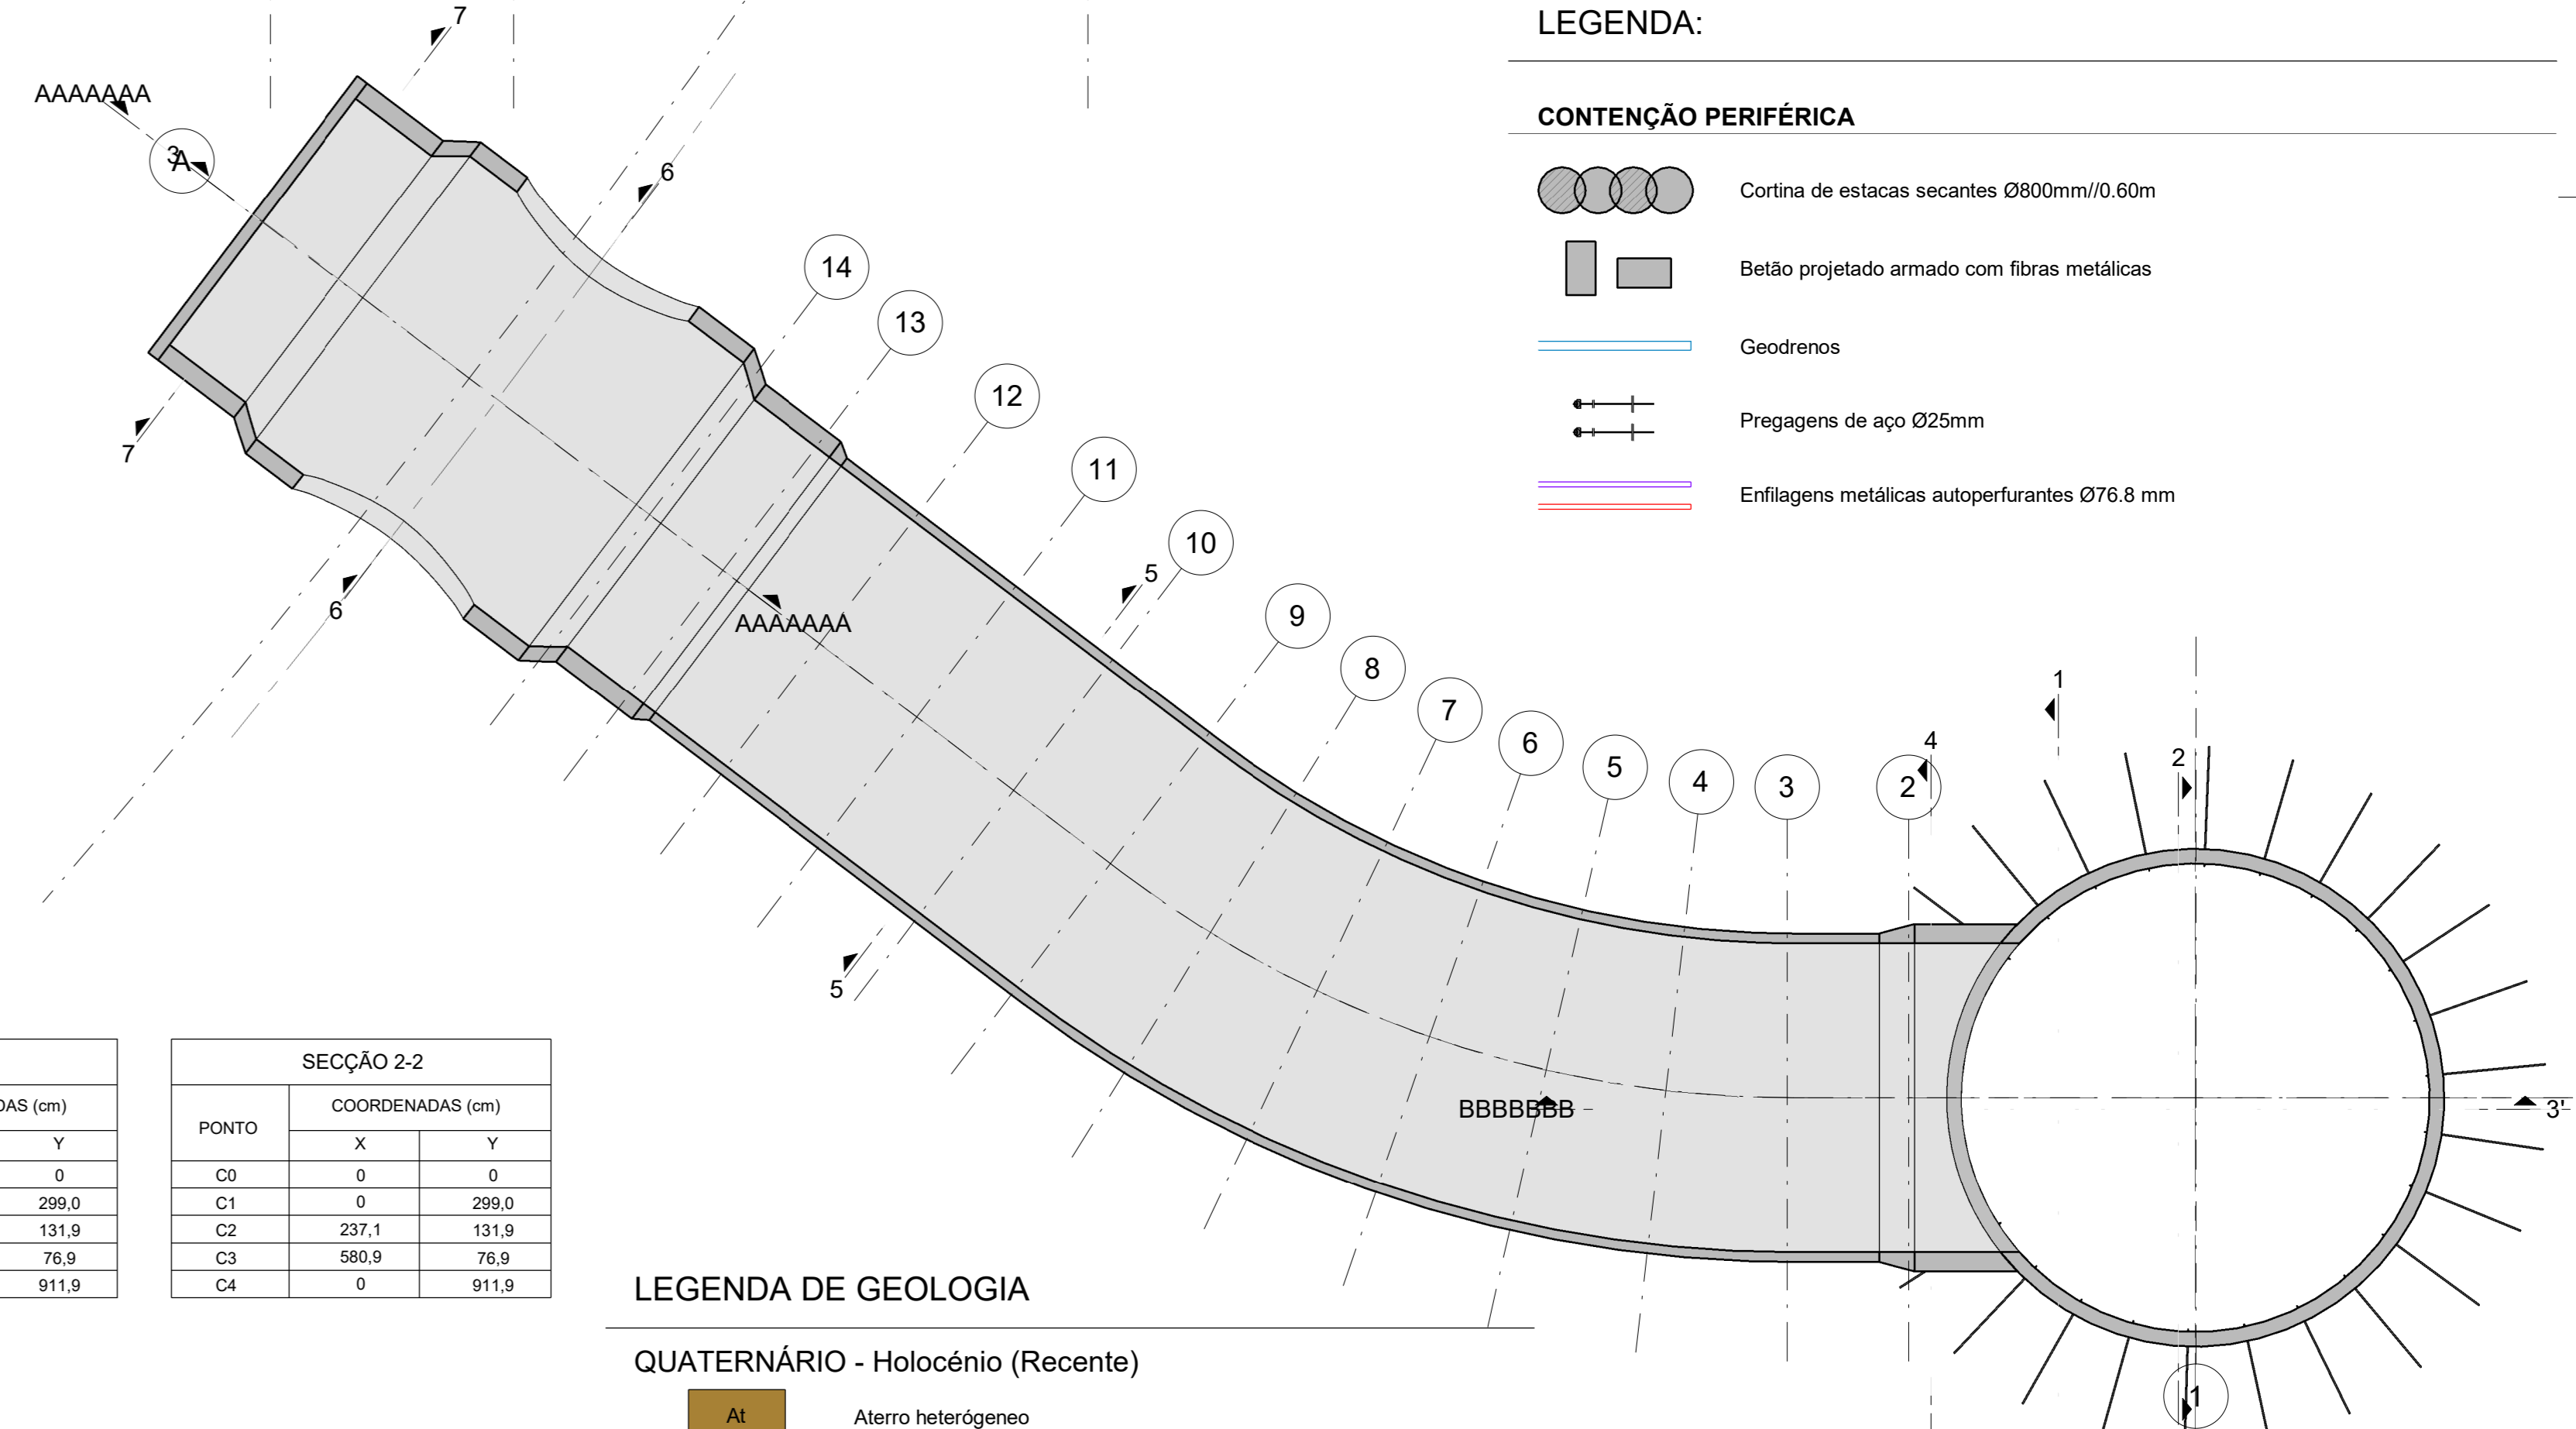 7
LEGENDA:
AAAAAAA
CONTENÇÃO PERIFÉRICA
3
A
6
Cortina de estacas secantes Ø800mm//0.60m
14
Betão projetado armado com fibras metálicas
13
Geodrenos
12
Pregagens de aço Ø25mm
7
11
Enfilagens metálicas autoperfurantes Ø76.8 mm
10
5
6
9
AAAAAAA
8
1
7
6
4
5
2
4
3
2
5
BBBBBBB
3'
DAS (cm)
Y
0
299,0
131,9
76,9
911,9
SECÇÃO 2-2
PONTO
COORDENADAS (cm)
X Y
C0 0 0
C1 0 299,0
C2 237,1 131,9
C3 580,9 76,9
C4 0 911,9
LEGENDA DE GEOLOGIA
QUATERNÁRIO - Holocénio (Recente)
At
Aterro heterógeneo
1